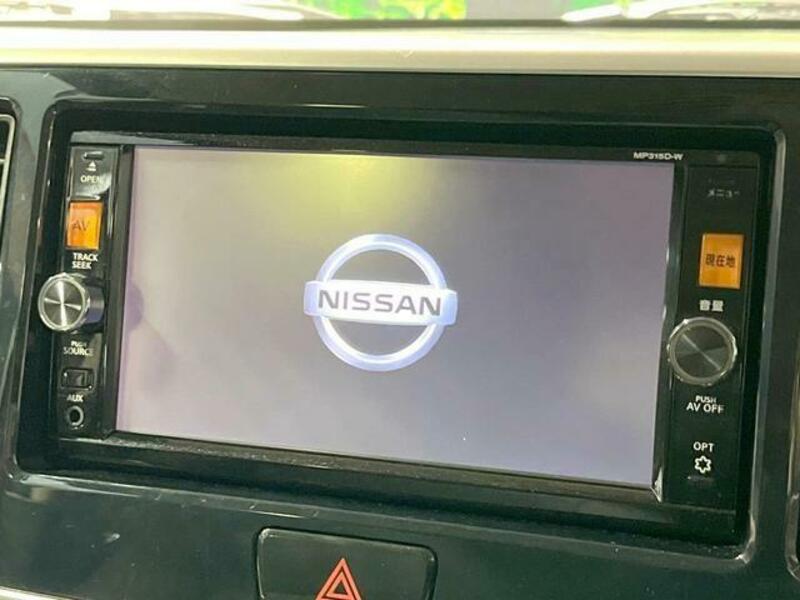 MP315D-W
OPEN
AV
TRACK
SEEK
PUSH
SOURCE
AUX
NISSAN
メニュー
現在地
音量
PUSH
AV OFF
OPT